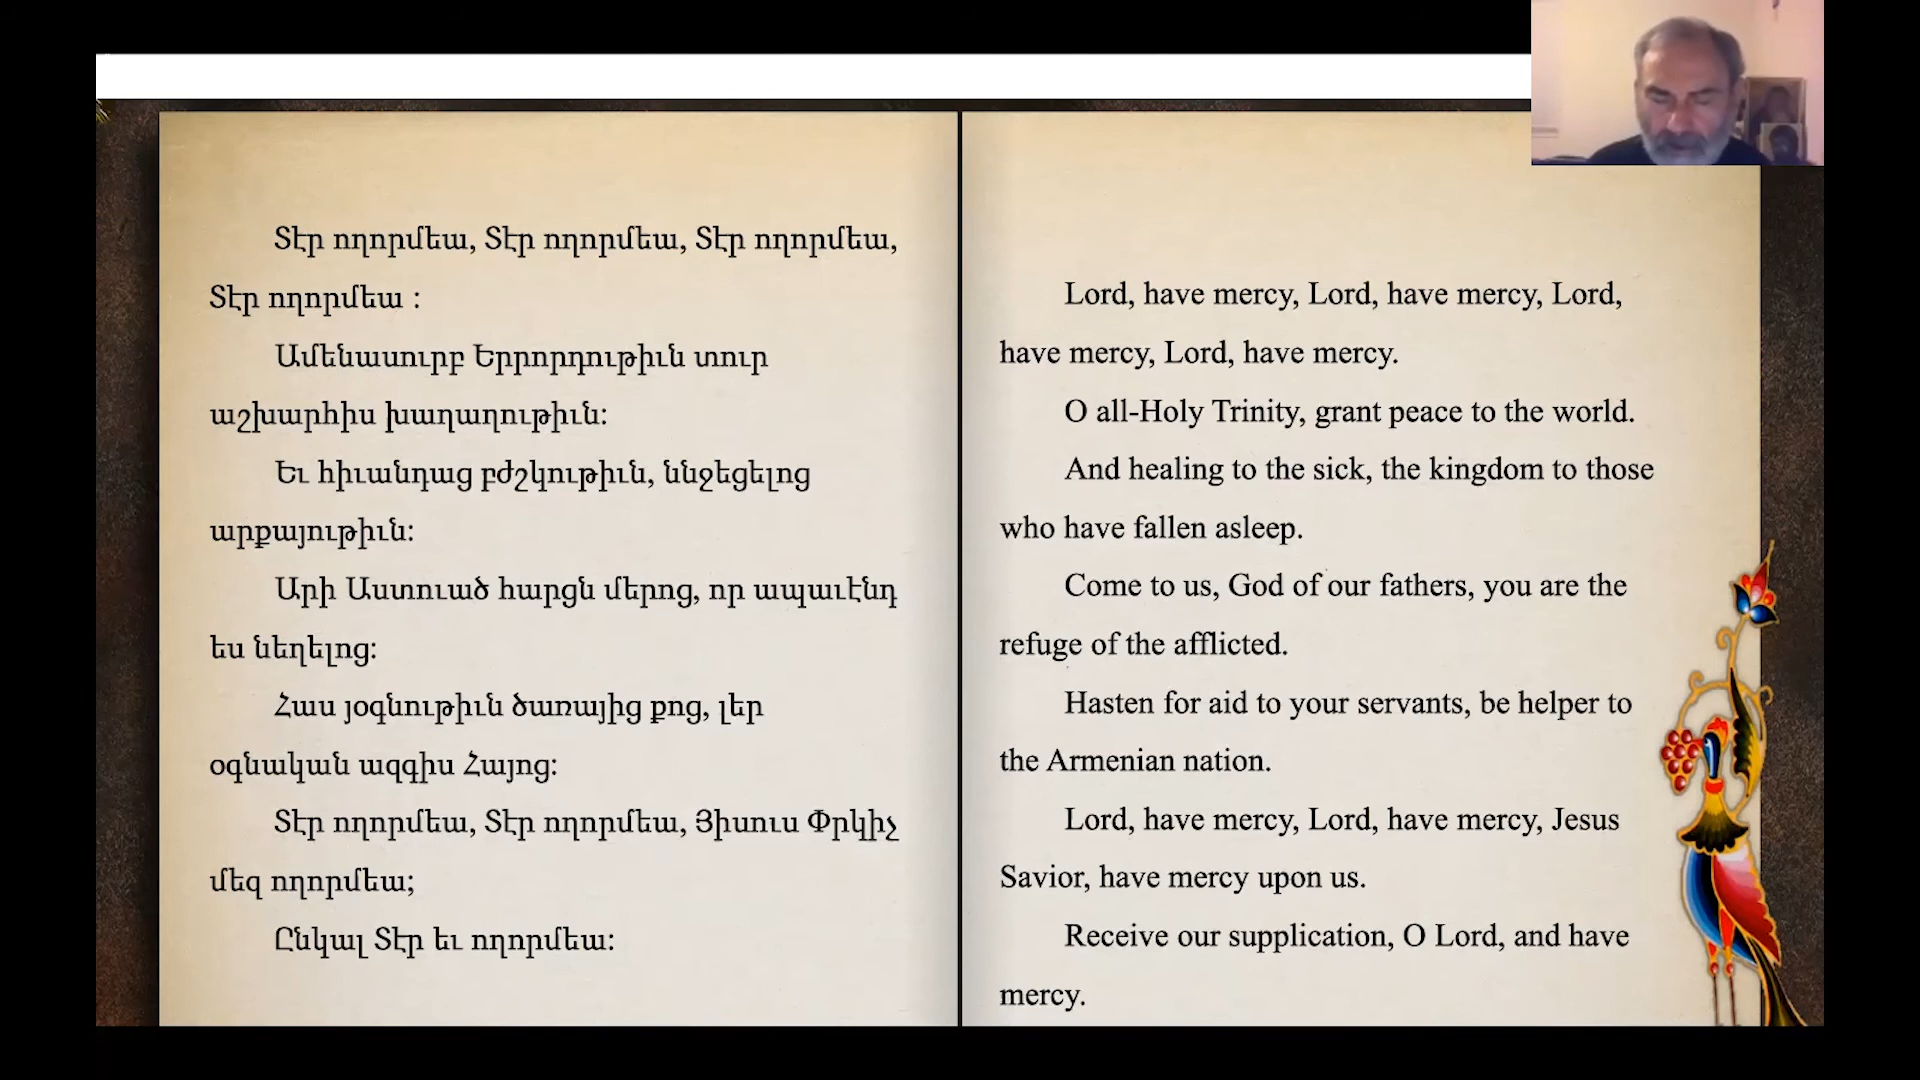 Տէր ողորմեա, Տէր ողորմեա, Տէր ողորմեա,
Տէր ողորմեա :
Ամենասուրբ Երրորդութիւն տուր
աշխարհիս խաղաղութիւն:
Եւ հիւանդաց բժշկութիւն, ննջեցելոց
արքայութիւն:
Արի Աստուած հարցն մերոց, որ ապաւէնդ
ես նեղելոց:
Հաս յօգնութիւն ծառայից քոց, լեր
օգնական ազգիս Հայոց:
Տէր ողորմեա, Տէր ողորմեա, Յիսուս Փրկիչ
մեզ ողորմեա;
Ընկալ Տէր եւ ողորմեա:
Lord, have mercy, Lord, have mercy, Lord,
have mercy, Lord, have mercy.
O all-Holy Trinity, grant peace to the world.
And healing to the sick, the kingdom to those
who have fallen asleep.
Come to us, God of our fathers, you are the
refuge of the afflicted.
Hasten for aid to your servants, be helper to
the Armenian nation.
Lord, have mercy, Lord, have mercy, Jesus
Savior, have mercy upon us.
Receive our supplication, O Lord, and have
mercy.